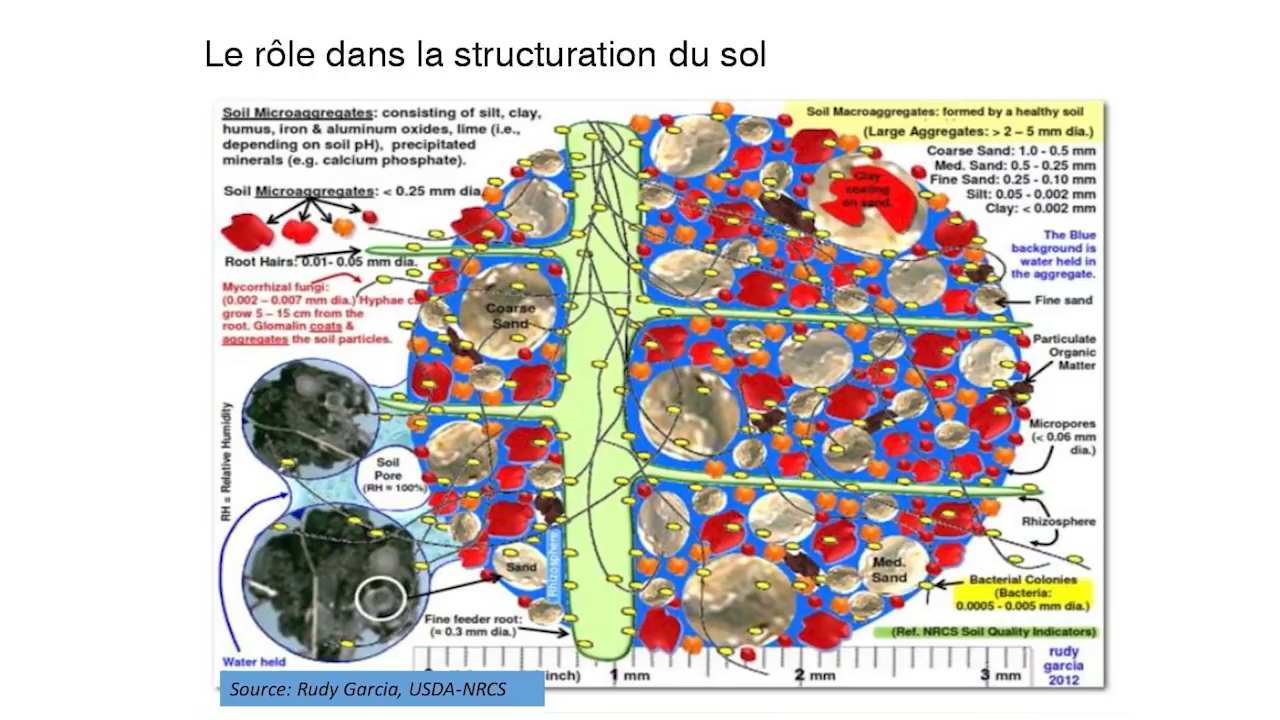 Le rôle dans la structuration du sol
Soil Microaggregates: consisting of silt, clay,
humus, iron & aluminum oxides, lime (i.e.,
depending on soil pH), precipitated
minerals (e.g. calcium phosphate).
Soil Microaggregates: < 0.25 mm dia.
Root Hairs: 0.01- 0.05 mm dia.
Mycorrhizal fungi:
(0.002 – 0.007 mm dia.) Hyphae
grow 5 – 15 cm from the
root. Glomalin coats &
aggregates the soil particles.
RH = Relative Humidity
Soil
Pore
(RH = 100%)
Water held
Coarse
Sand
Sand
Rhizosphere
Fine feeder root:
(= 0.3 mm dia.)
Soil Macroaggregates: formed by a healthy soil
(Large Aggregates: > 2 – 5 mm dia.)
Coarse Sand: 1.0 - 0.5 mm
Med. Sand: 0.5 - 0.25 mm
Fine Sand: 0.25 - 0.10 mm
Silt: 0.05 - 0.002 mm
Clay: < 0.002 mm
Clay
coating
on sand.
The Blue
background is
water held in
the aggregate.
Fine sand
Particulate
Organic
Matter
Micropores
(< 0.06 mm
dia.)
Rhizosphere
Med.
Sand
Bacterial Colonies
(Bacteria:
0.0005 - 0.005 mm dia.)
(Ref. NRCS Soil Quality Indicators)
rudy
garcia
2012
inch) 1 mm 2 mm 3 mm
Source: Rudy Garcia, USDA-NRCS